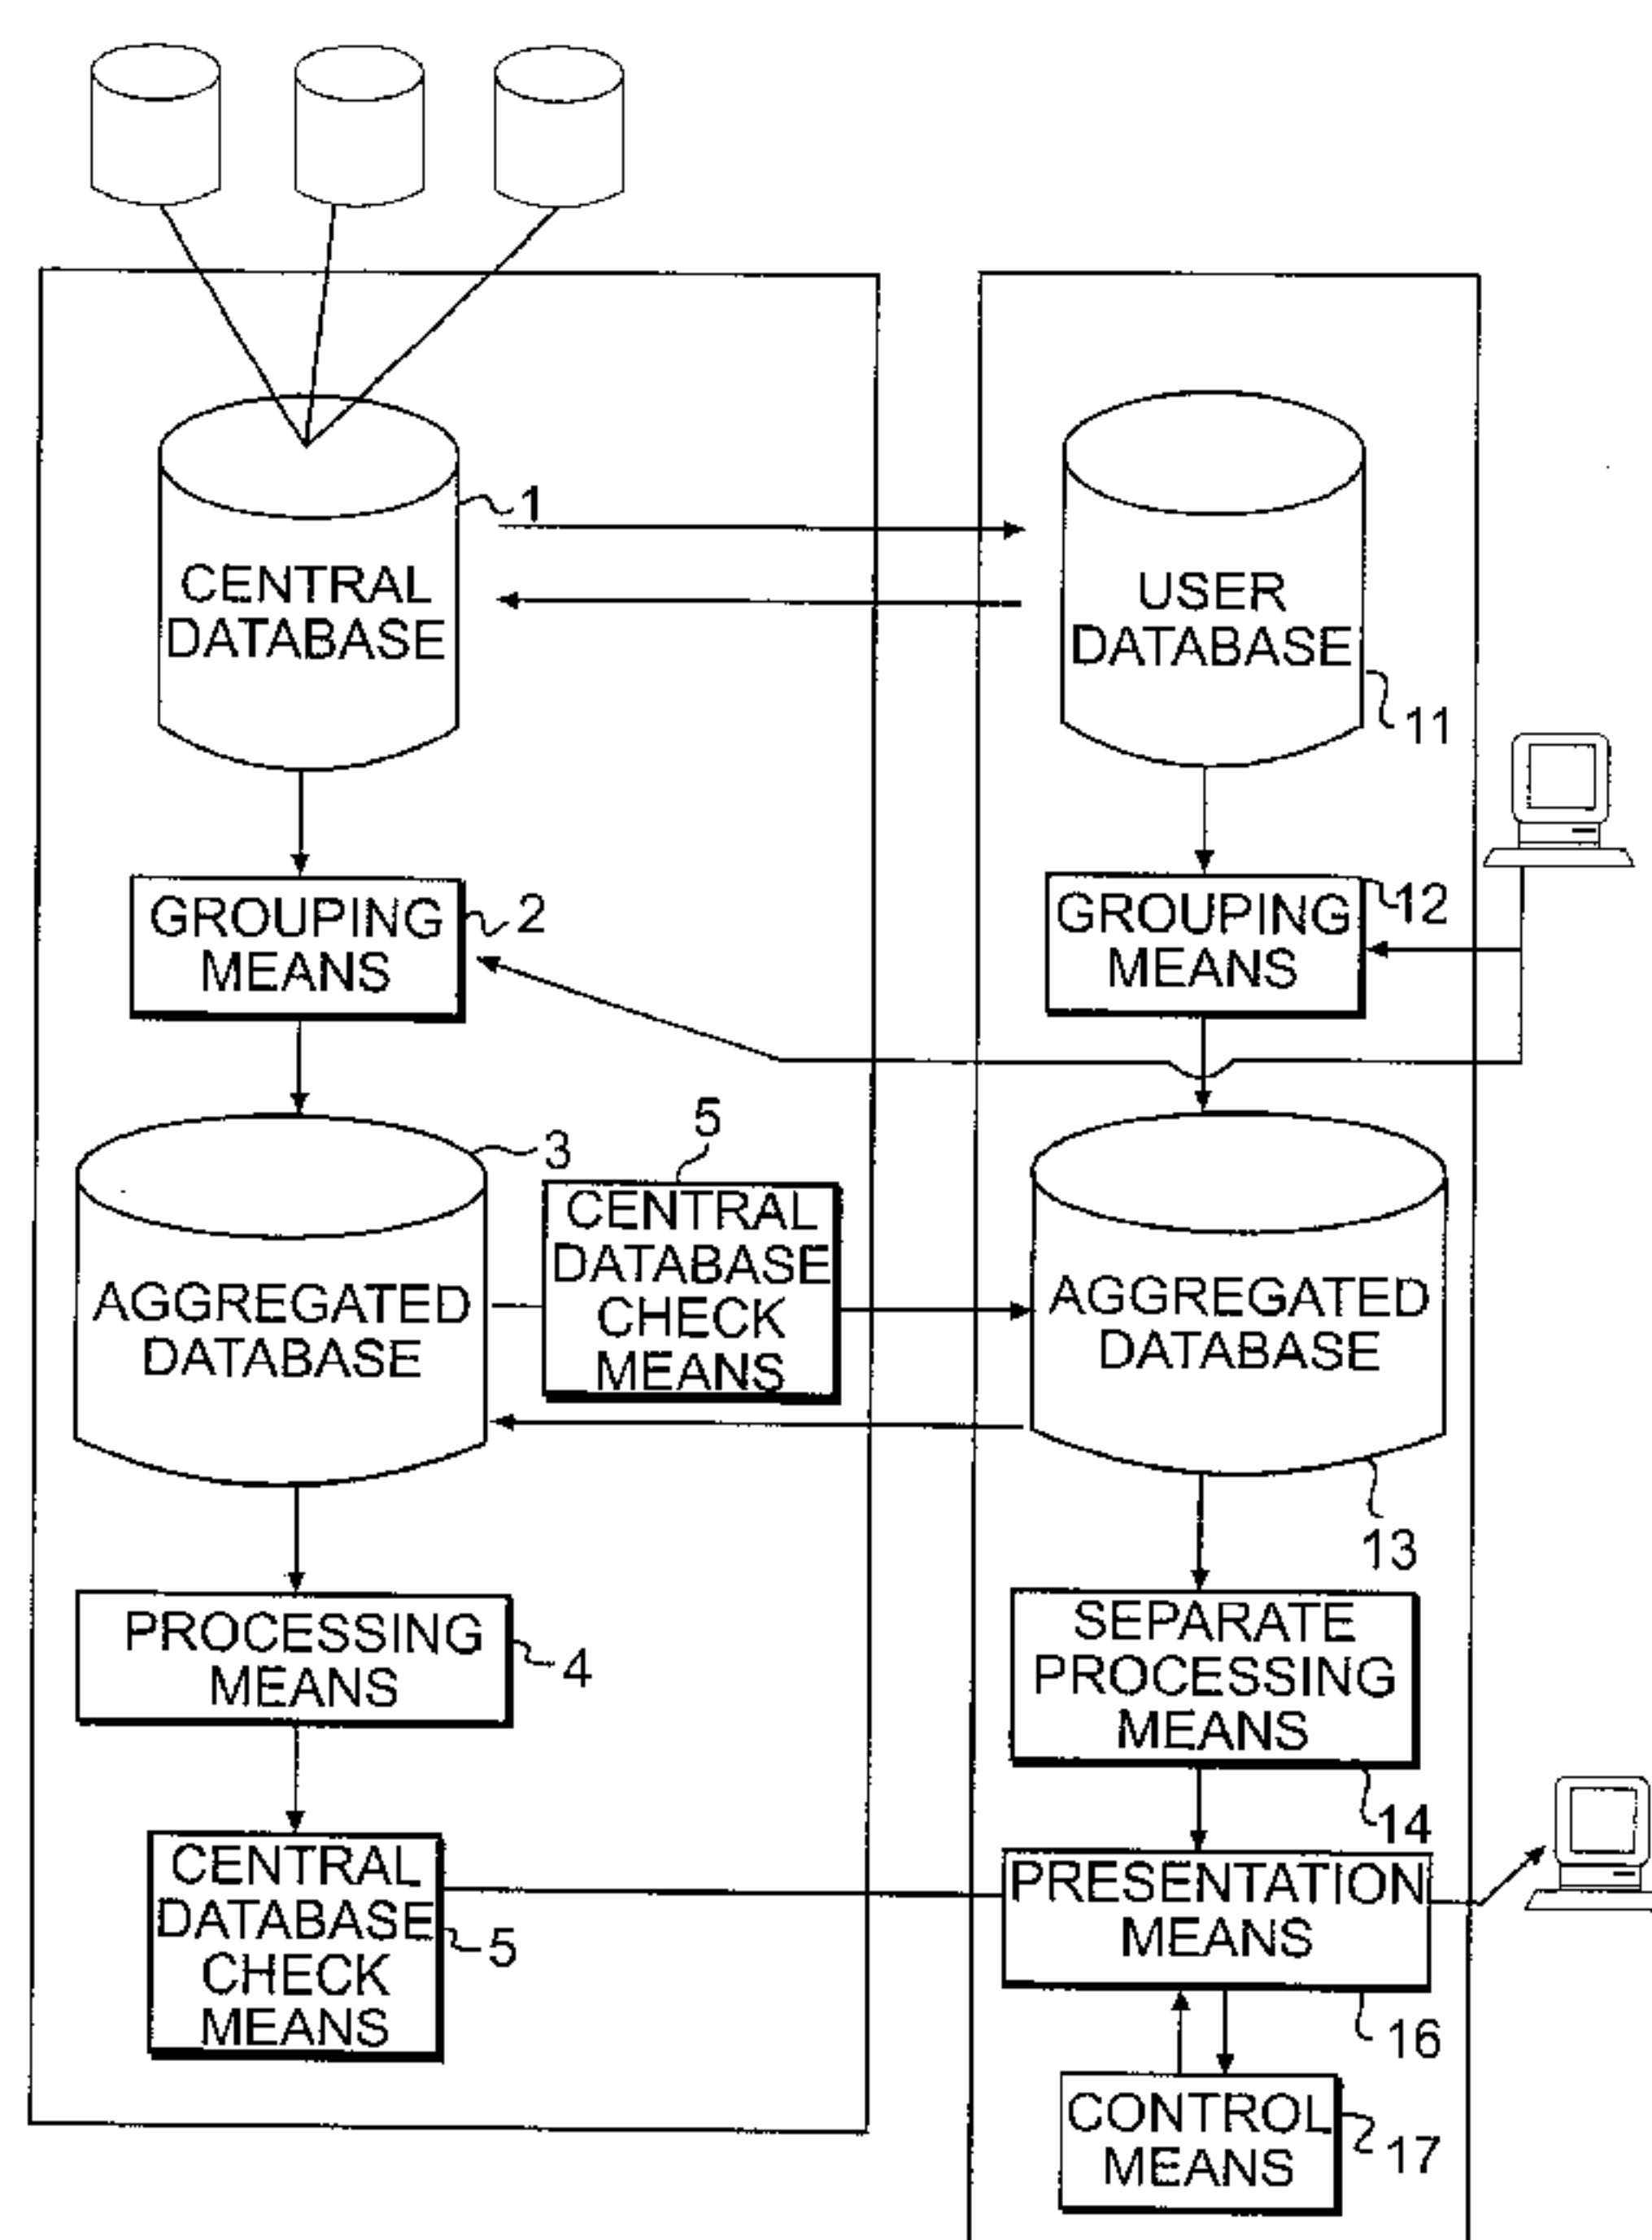 1
CENTRAL
DATABASE
USER
DATABASE
11
GROUPING
MEANS
2
GROUPING
MEANS
12
3
5
CENTRAL
DATABASE
CHECK
MEANS
AGGREGATED
DATABASE
AGGREGATED
DATABASE
13
PROCESSING
MEANS
4
SEPARATE
PROCESSING
MEANS
14
CENTRAL
DATABASE
CHECK
MEANS
5
PRESENTATION
MEANS
16
CONTROL
MEANS
17